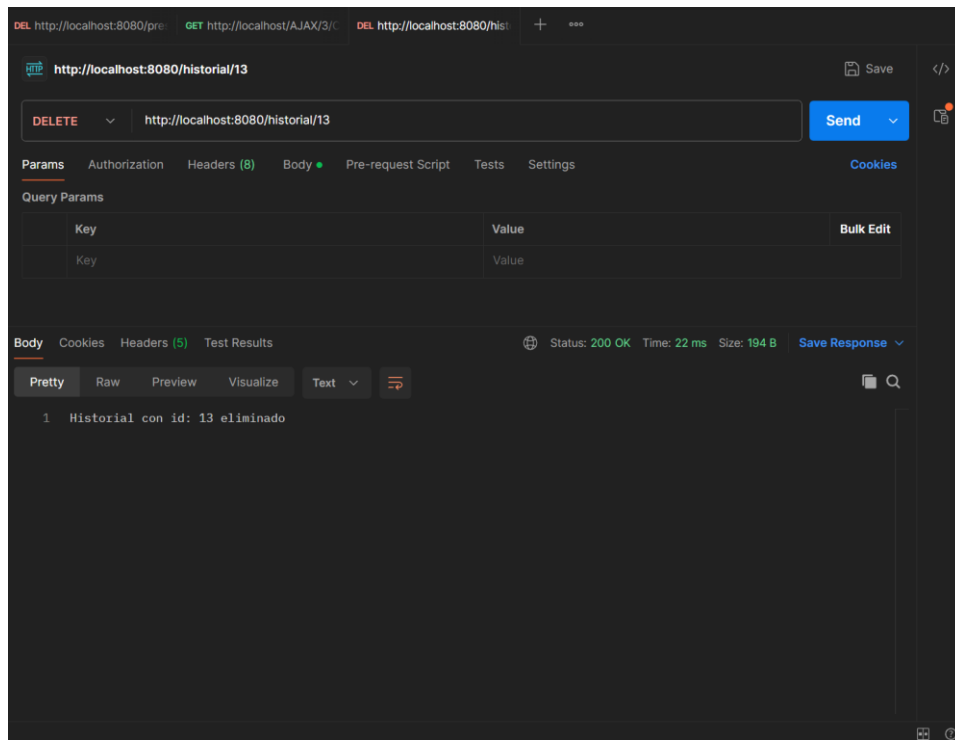 DEL http://localhost:8080/pre GET http://localhost/AJAX/3/C DEL http://localhost:8080/hist
HTTP http://localhost:8080/historial/13 Save
DELETE http://localhost:8080/historial/13 Send
Params Authorization Headers (8) Body Pre-request Script Tests Settings Cookies
Query Params
Key Value Bulk Edit
Key Value
Body Cookies Headers (5) Test Results Status: 200 OK Time: 22 ms Size: 194 B Save Response
Pretty Raw Preview Visualize Text
1 Historial con id: 13 eliminado